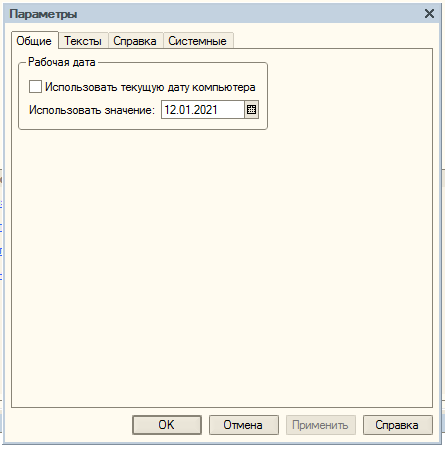 Параметры
Общие Тексты Справка Системные
Рабочая дата
Использовать текущую дату компьютера
Использовать значение: 12.01.2021
OK Отмена Применить Справка